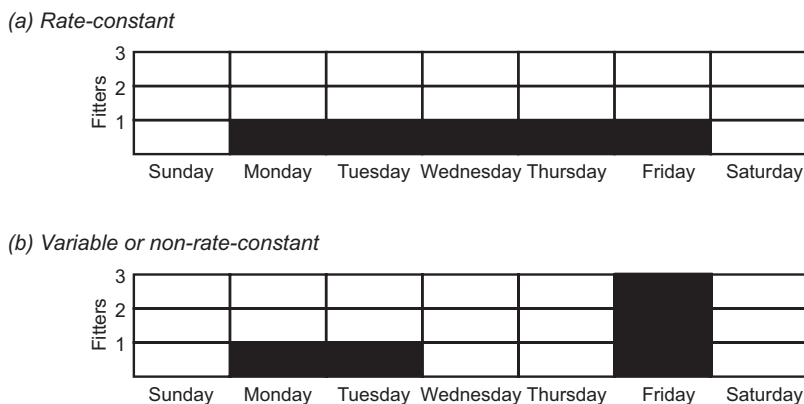 (a) Rate-constant
3
2
1
Fitters
Sunday Monday Tuesday Wednesday Thursday Friday Saturday
(b) Variable or non-rate-constant
3
2
1
Fitters
Sunday Monday Tuesday Wednesday Thursday Friday Saturday